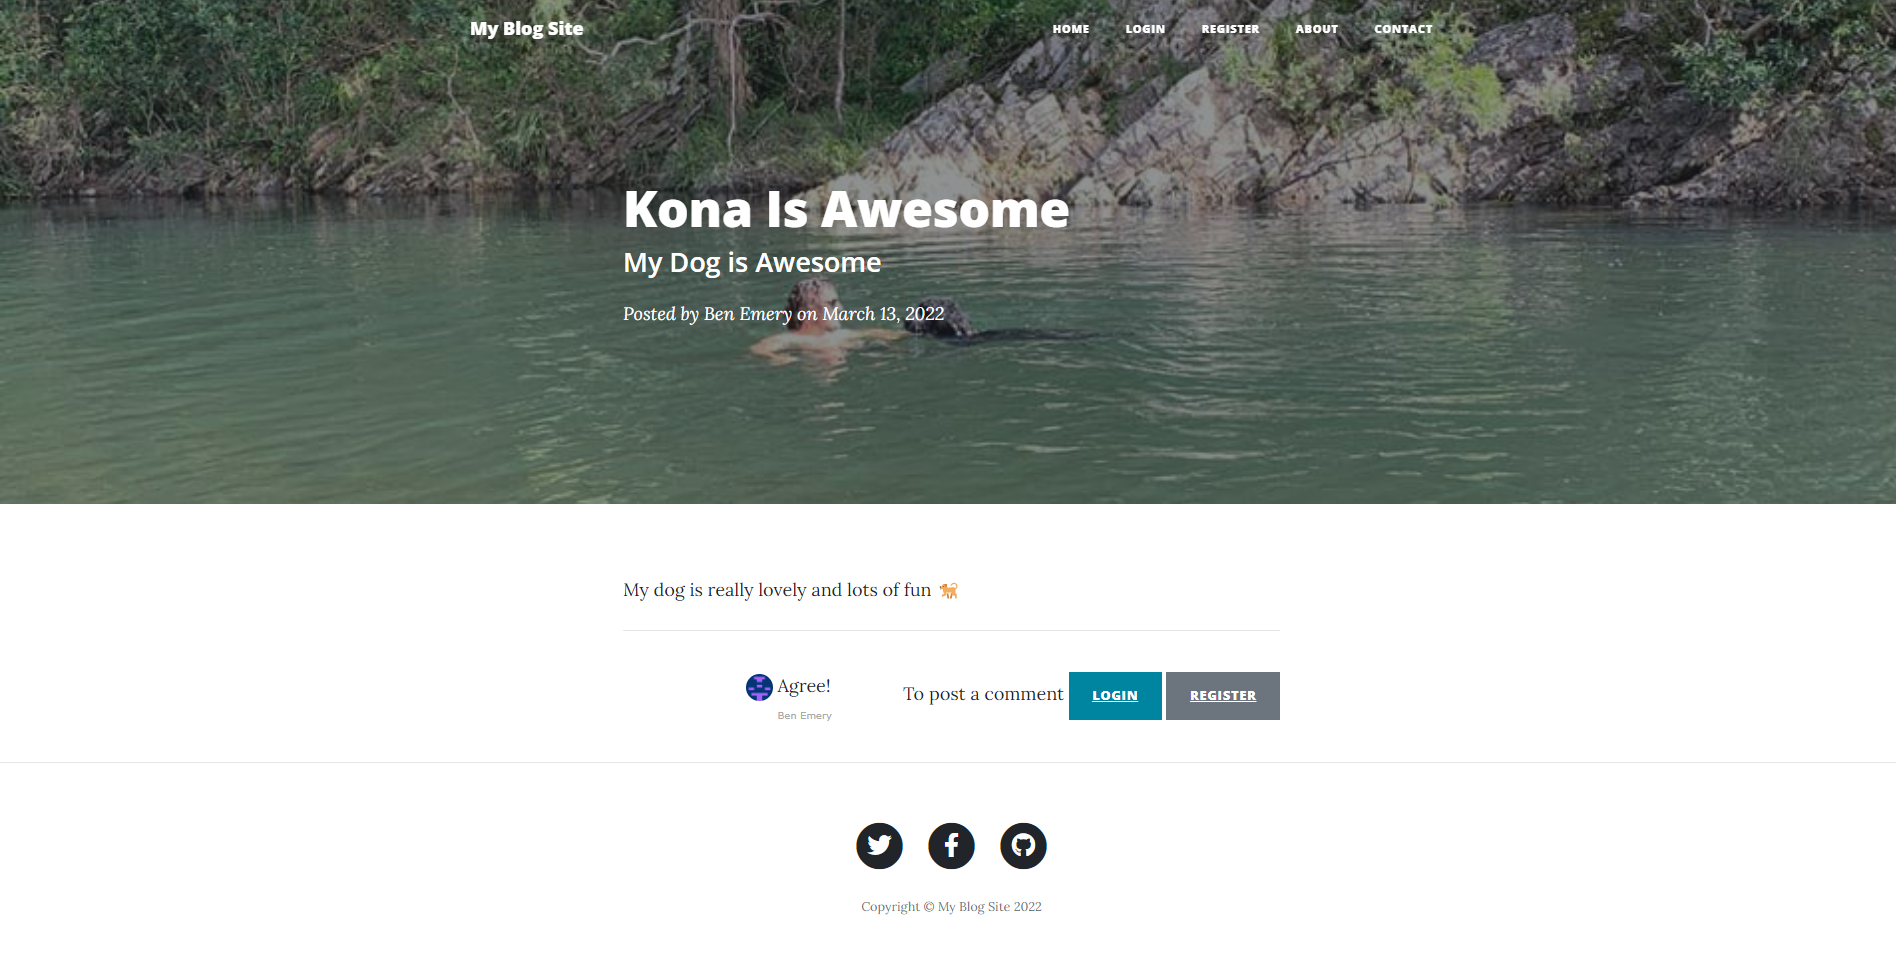 My Blog Site
HOME LOGIN REGISTER ABOUT CONTACT
Kona Is Awesome
My Dog is Awesome
Posted by Ben Emery on March 13, 2022
My dog is really lovely and lots of fun 🐕
Agree!
Ben Emery
To post a comment LOGIN REGISTER
Copyright © My Blog Site 2022